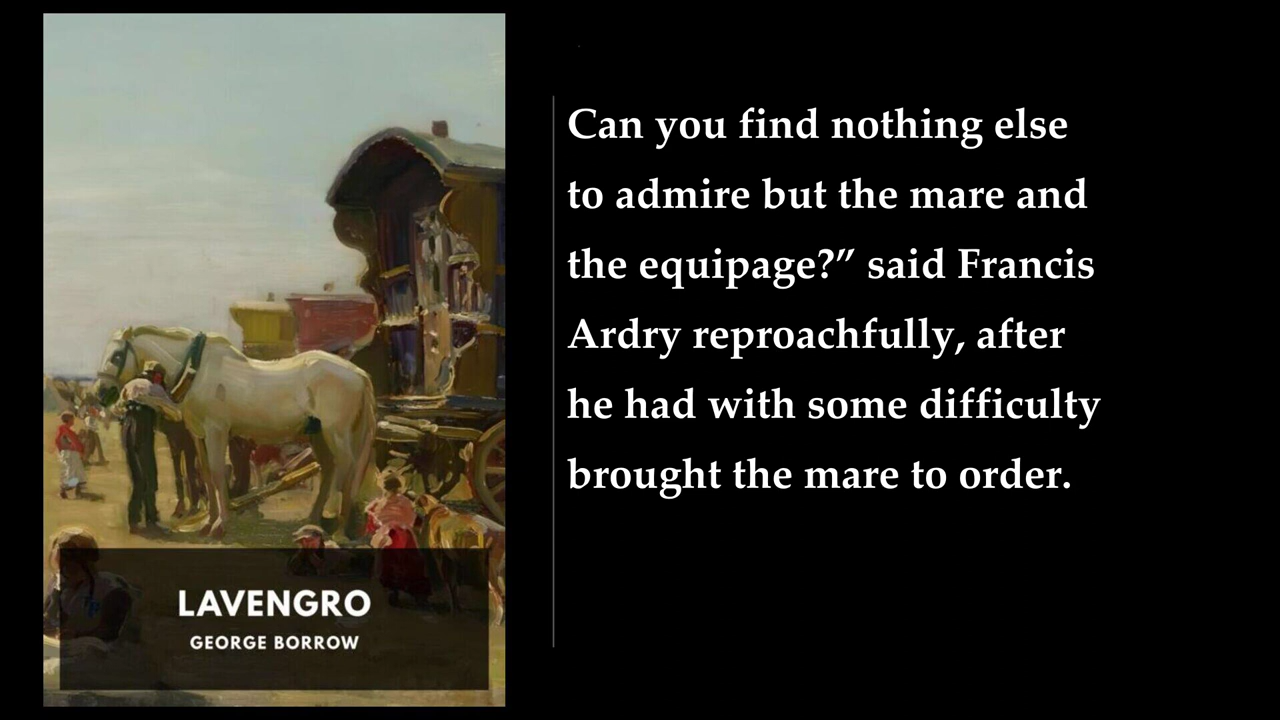 Can you find nothing else
to admire but the mare and
the equipage?” said Francis
Ardry reproachfully, after
he had with some difficulty
brought the mare to order.
LAVENGRO
GEORGE BORROW